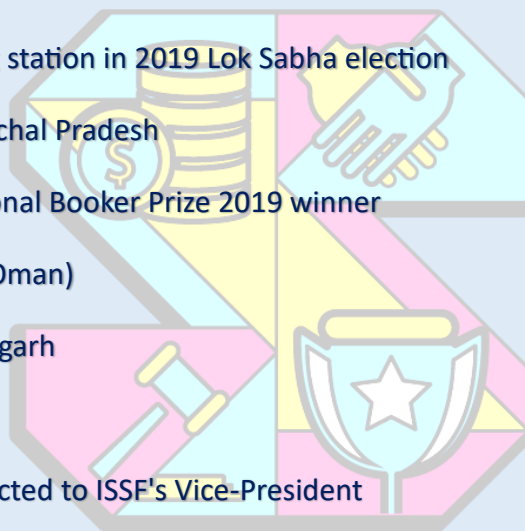 station in 2019 Lok Sabha election
chal Pradesh
onal Booker Prize 2019 winner
Oman)
garh
cted to ISSF's Vice-President